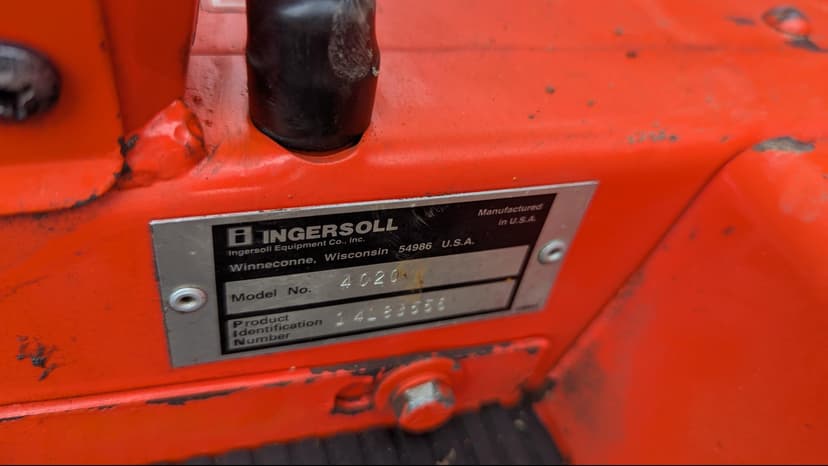 INGERSOLL
Manufactured
in U.S.A.
Ingersoll Equipment Co., Inc.
Winneconne, Wisconsin 54986 U.S.A.
Model No. 4020
Product
Identification
Number